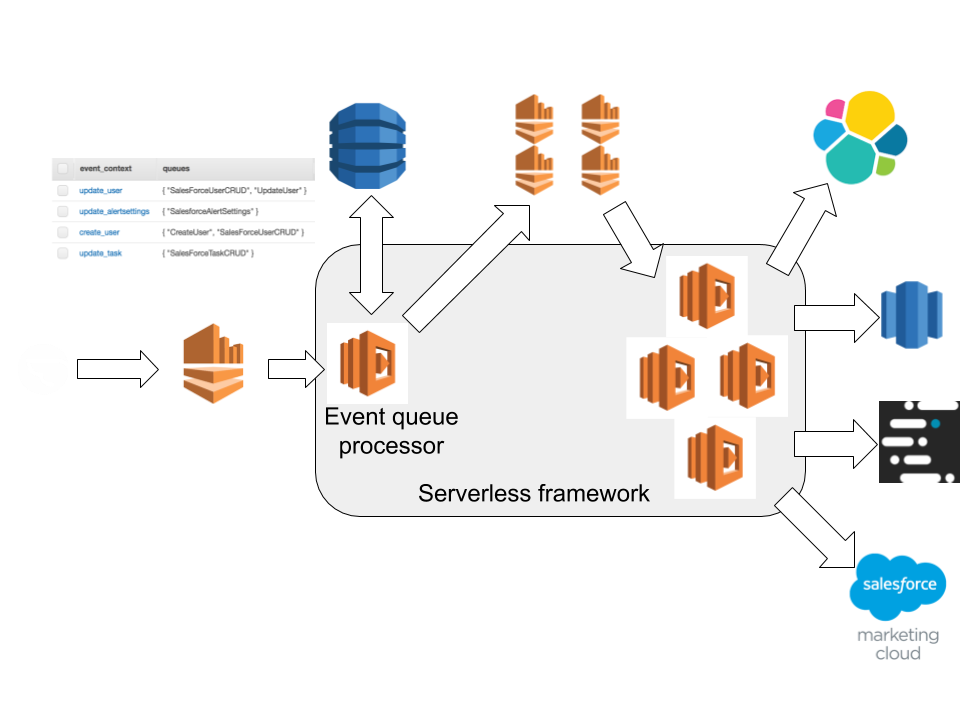 event_context queues
update_user { "SalesForceUserCRUD", "UpdateUser" }
update_alertsettings { "SalesforceAlertSettings" }
create_user { "CreateUser", "SalesForceUserCRUD" }
update_task { "SalesForceTaskCRUD" }
Event queue
processor
Serverless framework
salesforce
marketing
cloud